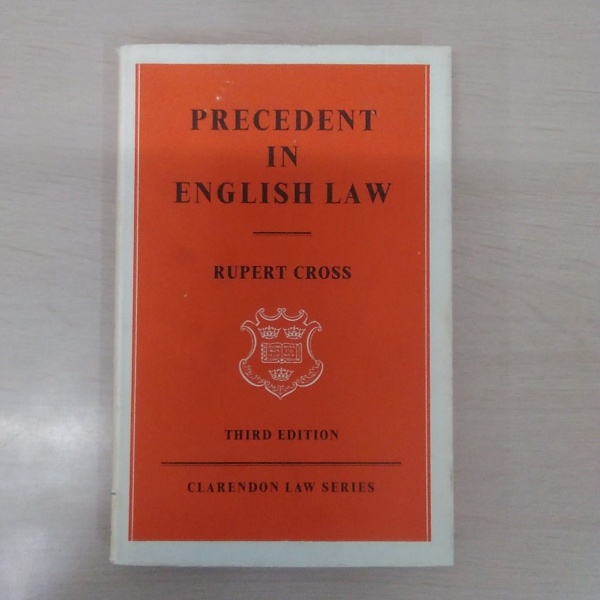 PRECEDENT
IN
ENGLISH LAW
RUPERT CROSS
THIRD EDITION
CLARENDON LAW SERIES